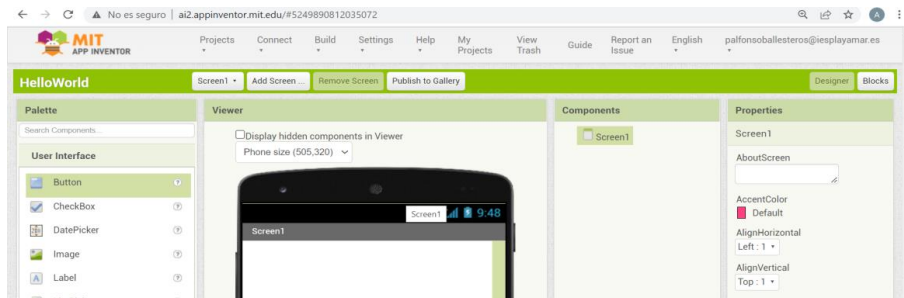 No es seguro | ai2.appinventor.mit.edu/#5249890812035072
A
MIT
APP INVENTOR
Projects
Connect
Build
Settings
Help
My
Projects
View
Trash
Guide
Report an
Issue
English
palfonsoballesteros@iesplayamar.es
HelloWorld
Screen1
Add Screen ...
Remove Screen
Publish to Gallery
Designer
Blocks
Palette
Search Components...
User Interface
Button
CheckBox
DatePicker
Image
Label
Viewer
Display hidden components in Viewer
Phone size (505,320)
Screen1
9:48
Screen1
Components
Screen1
Properties
Screen1
AboutScreen
AccentColor
Default
AlignHorizontal
Left : 1
AlignVertical
Top : 1